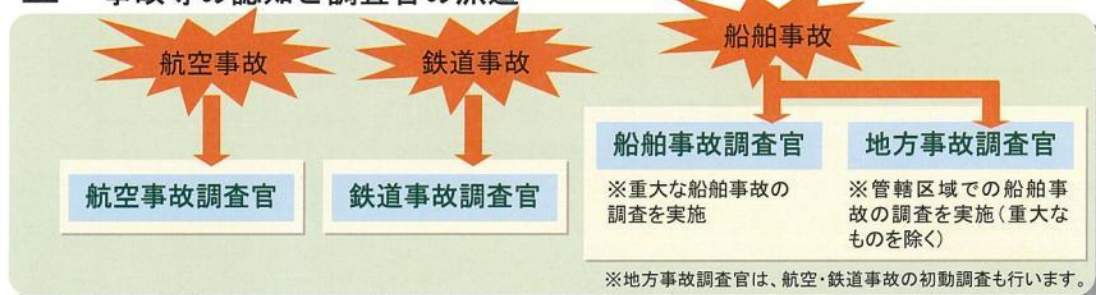 航空事故
鉄道事故
船舶事故
航空事故調査官
鉄道事故調査官
船舶事故調査官
※重大な船舶事故の
調査を実施
地方事故調査官
※管轄区域での船舶事
故の調査を実施(重大な
ものを除く)
※地方事故調査官は、航空・鉄道事故の初動調査も行います。